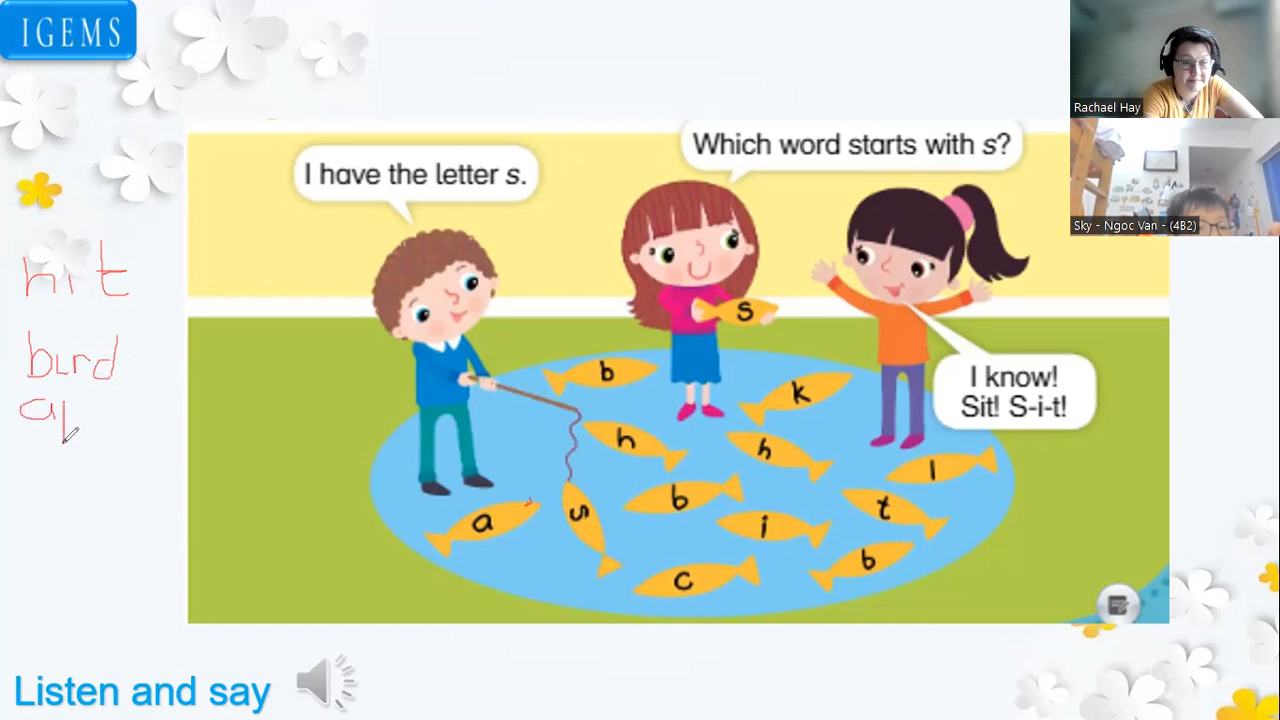 IGEMS
Rachael Hay
Sky - Ngoc Van - (4B2)
Which word starts with s?
I have the letter s.
hit
bird
ap
s
I know!
Sit! S-i-t!
b
k
h
h
l
a
s
b
i
t
c
b
Listen and say